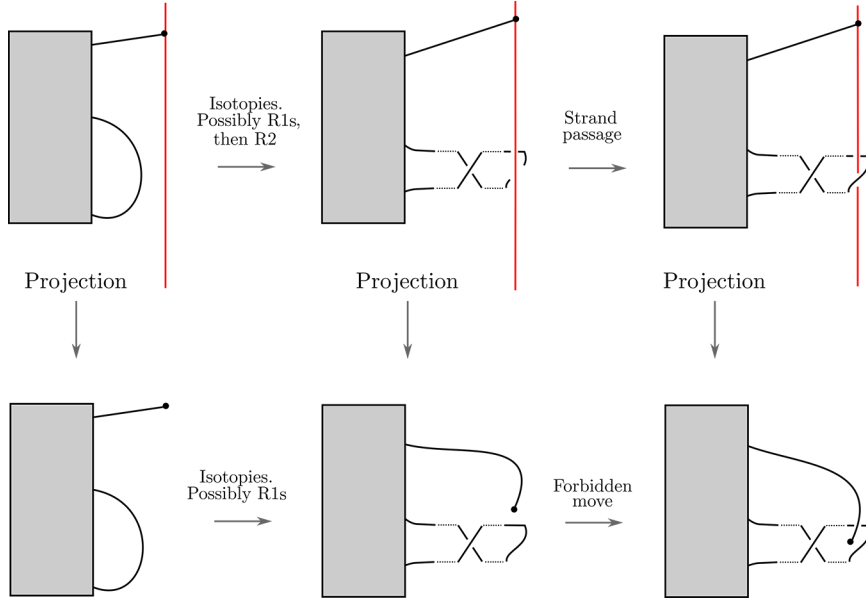 Isotopies.
Possibly R1s,
then R2
Strand
passage
Projection
Projection
Projection
Isotopies.
Possibly R1s
Forbidden
move